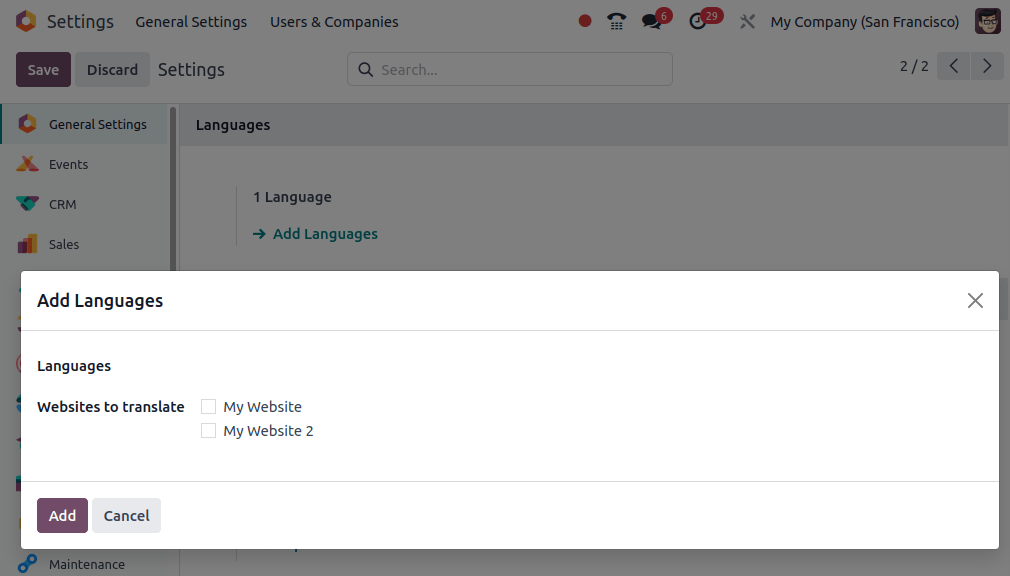 Settings General Settings Users & Companies 6 29 My Company (San Francisco)
Save Discard Settings Search... 2 / 2
General Settings
Languages
Events
CRM
Sales
1 Language
→ Add Languages
Add Languages
Languages
Websites to translate My Website
My Website 2
Add Cancel
Maintenance